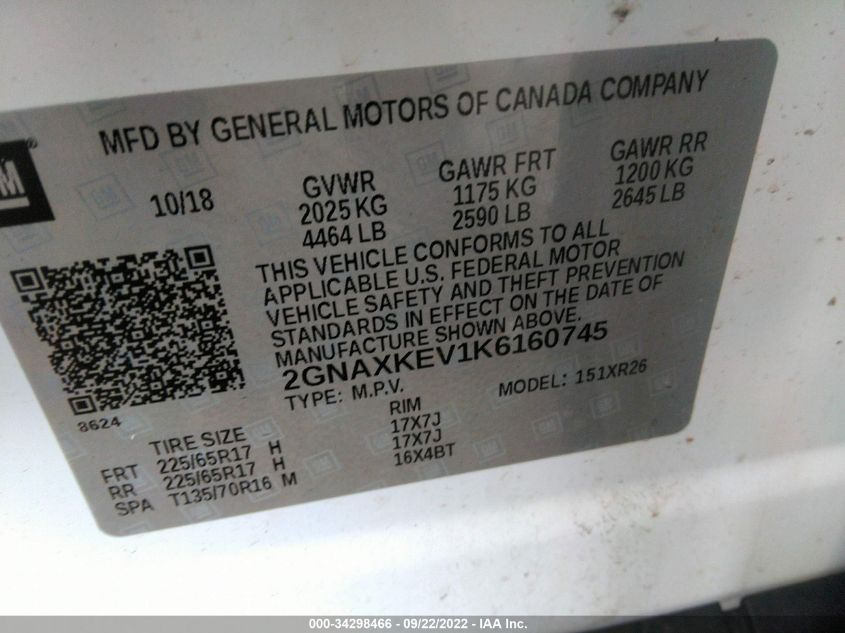 MFD BY GENERAL MOTORS OF CANADA COMPANY
GM
10/18
GVWR
2025 KG
4464 LB
GAWR FRT
1175 KG
2590 LB
GAWR RR
1200 KG
2645 LB
THIS VEHICLE CONFORMS TO ALL
APPLICABLE U.S. FEDERAL MOTOR
VEHICLE SAFETY AND THEFT PREVENTION
STANDARDS IN EFFECT ON THE DATE OF
MANUFACTURE SHOWN ABOVE.
2GNAXKEV1K6160745
TYPE: M.P.V. MODEL: 151XR26
8624
TIRE SIZE RIM
FRT 225/65R17 H 17X7J
RR 225/65R17 H 17X7J
SPA T135/70R16 M 16X4BT
000-34298466 - 09/22/2022 - IAA Inc.